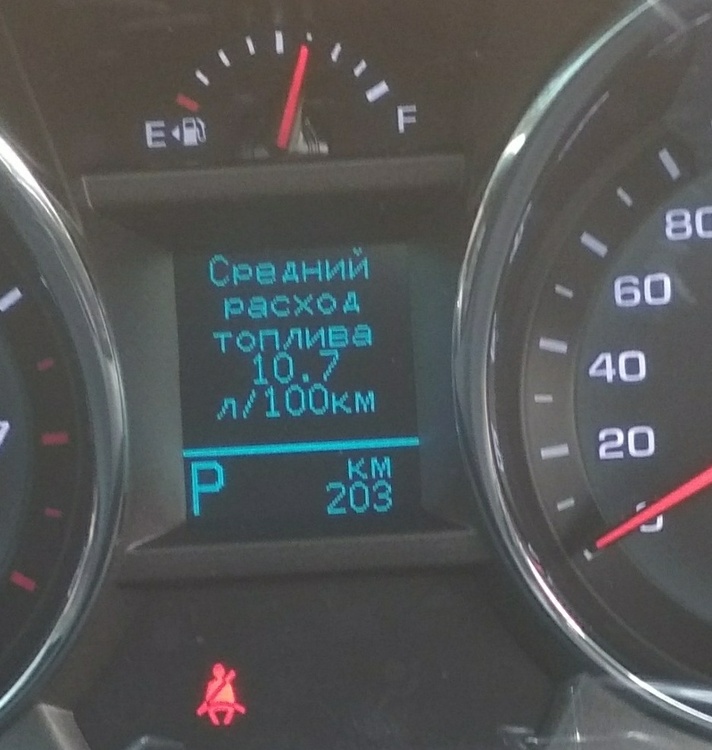 E F
Средний
расход
топлива
10.7
л/100км
P км
203
80
60
40
20